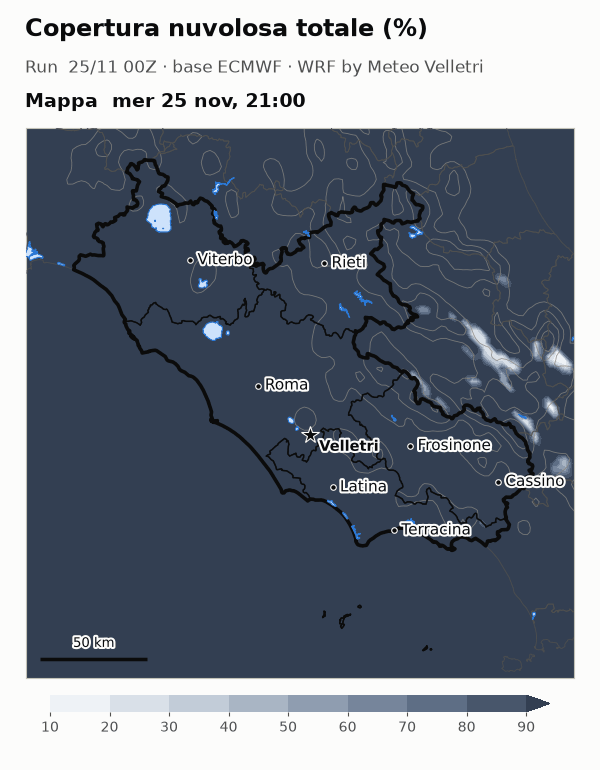 Copertura nuvolosa totale (%)
Run  25/11 00Z · base ECMWF · WRF by Meteo Velletri
Mappa  mer 25 nov, 21:00
Viterbo
Rieti
Roma
Velletri
Frosinone
Cassino
Latina
Terracina
50 km
10 20 30 40 50 60 70 80 90